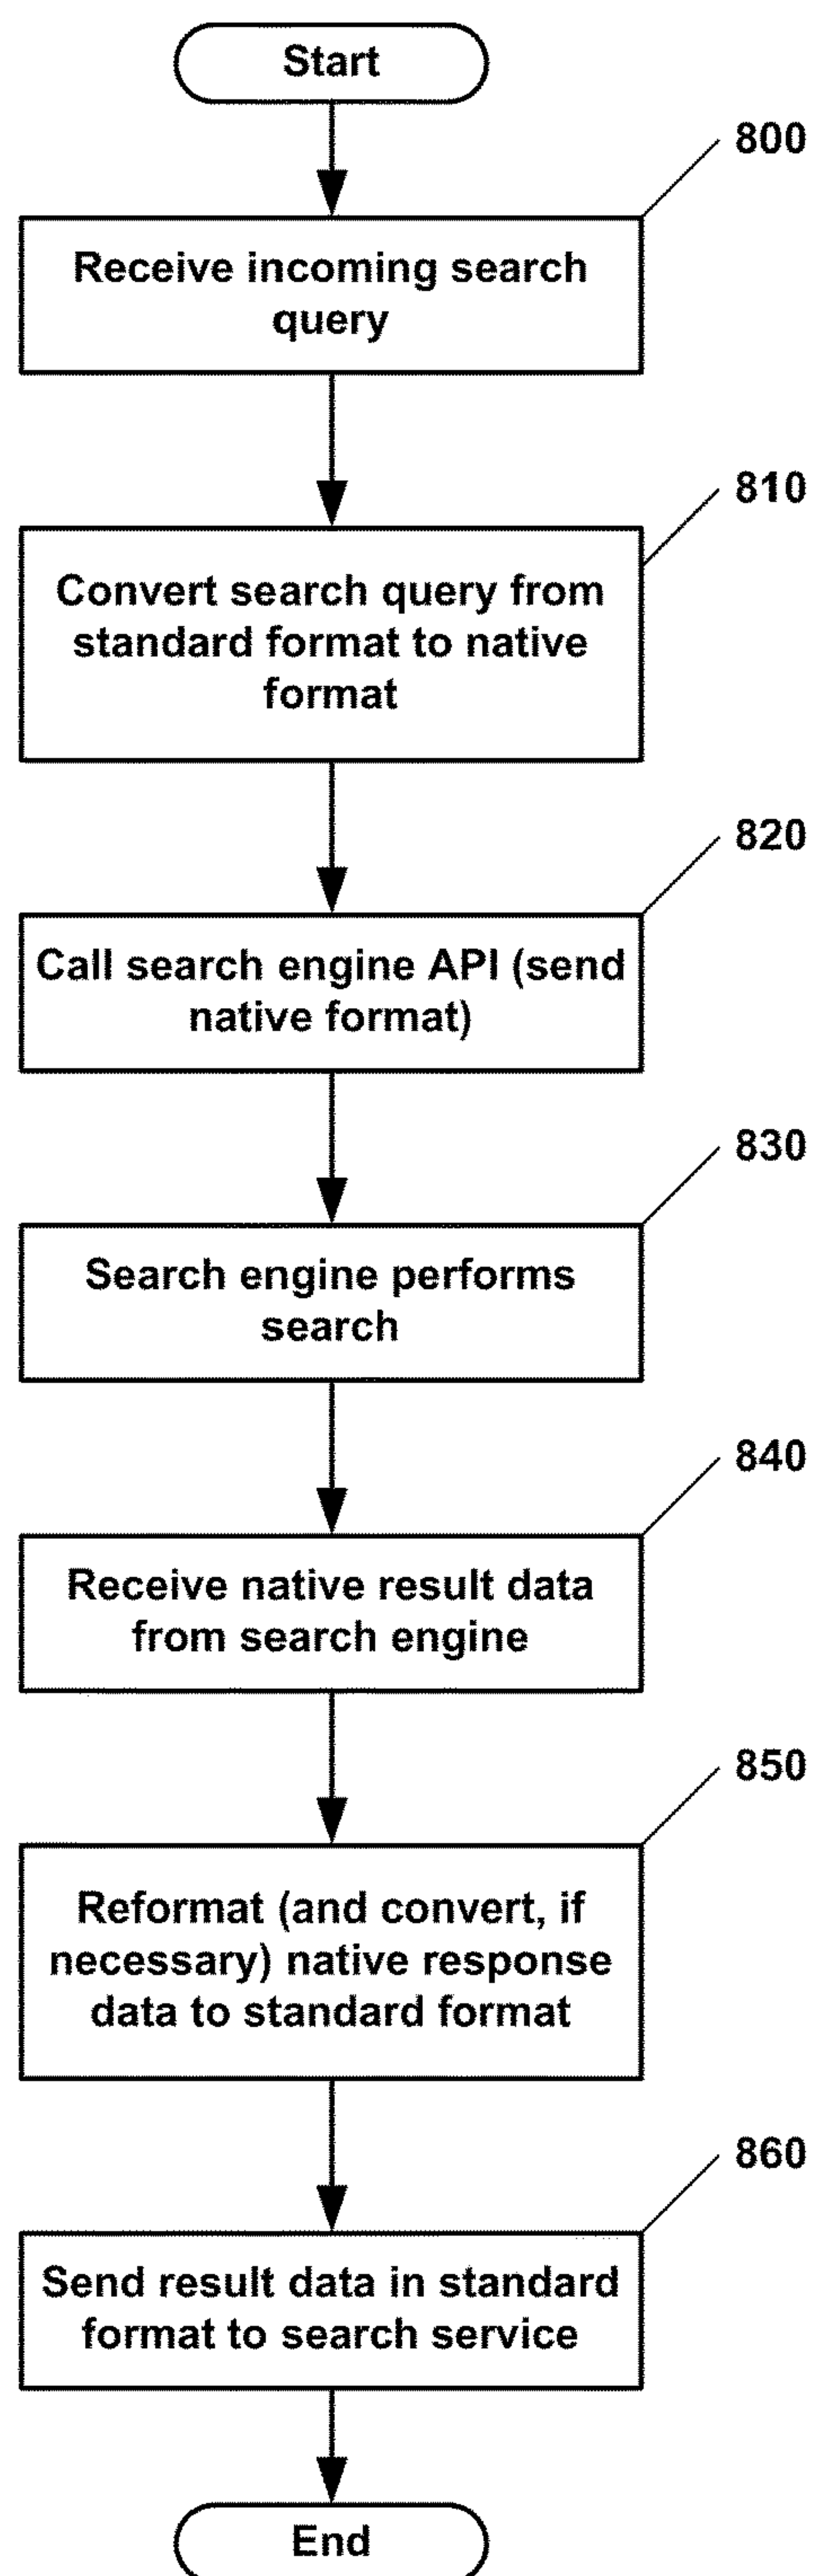 Start
800
Receive incoming search
query
810
Convert search query from
standard format to native
format
820
Call search engine API (send
native format)
830
Search engine performs
search
840
Receive native result data
from search engine
850
Reformat (and convert, if
necessary) native response
data to standard format
860
Send result data in standard
format to search service
End